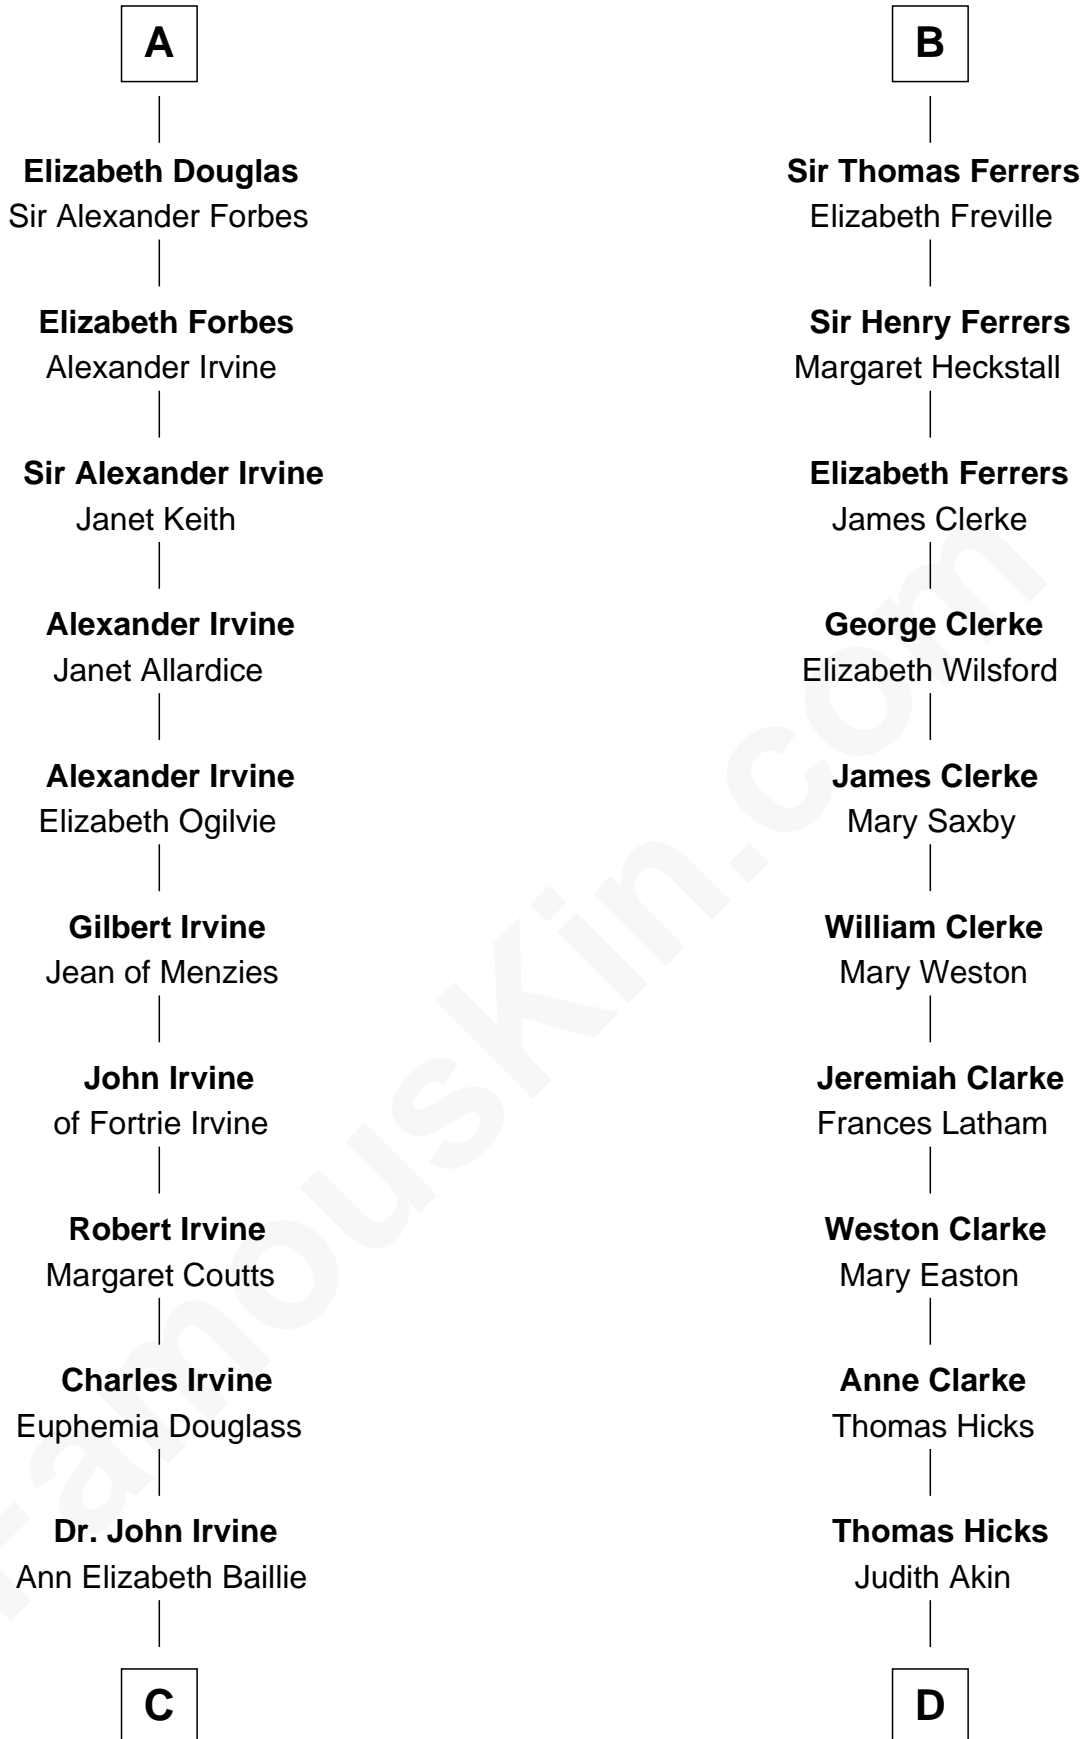 A
Elizabeth Douglas
Sir Alexander Forbes
Elizabeth Forbes
Alexander Irvine
Sir Alexander Irvine
Janet Keith
Alexander Irvine
Janet Allardice
Alexander Irvine
Elizabeth Ogilvie
Gilbert Irvine
Jean of Menzies
John Irvine
of Fortrie Irvine
Robert Irvine
Margaret Coutts
Charles Irvine
Euphemia Douglass
Dr. John Irvine
Ann Elizabeth Baillie
C
B
Sir Thomas Ferrers
Elizabeth Freville
Sir Henry Ferrers
Margaret Heckstall
Elizabeth Ferrers
James Clerke
George Clerke
Elizabeth Wilsford
James Clerke
Mary Saxby
William Clerke
Mary Weston
Jeremiah Clarke
Frances Latham
Weston Clarke
Mary Easton
Anne Clarke
Thomas Hicks
Thomas Hicks
Judith Akin
D
FamousKin.com